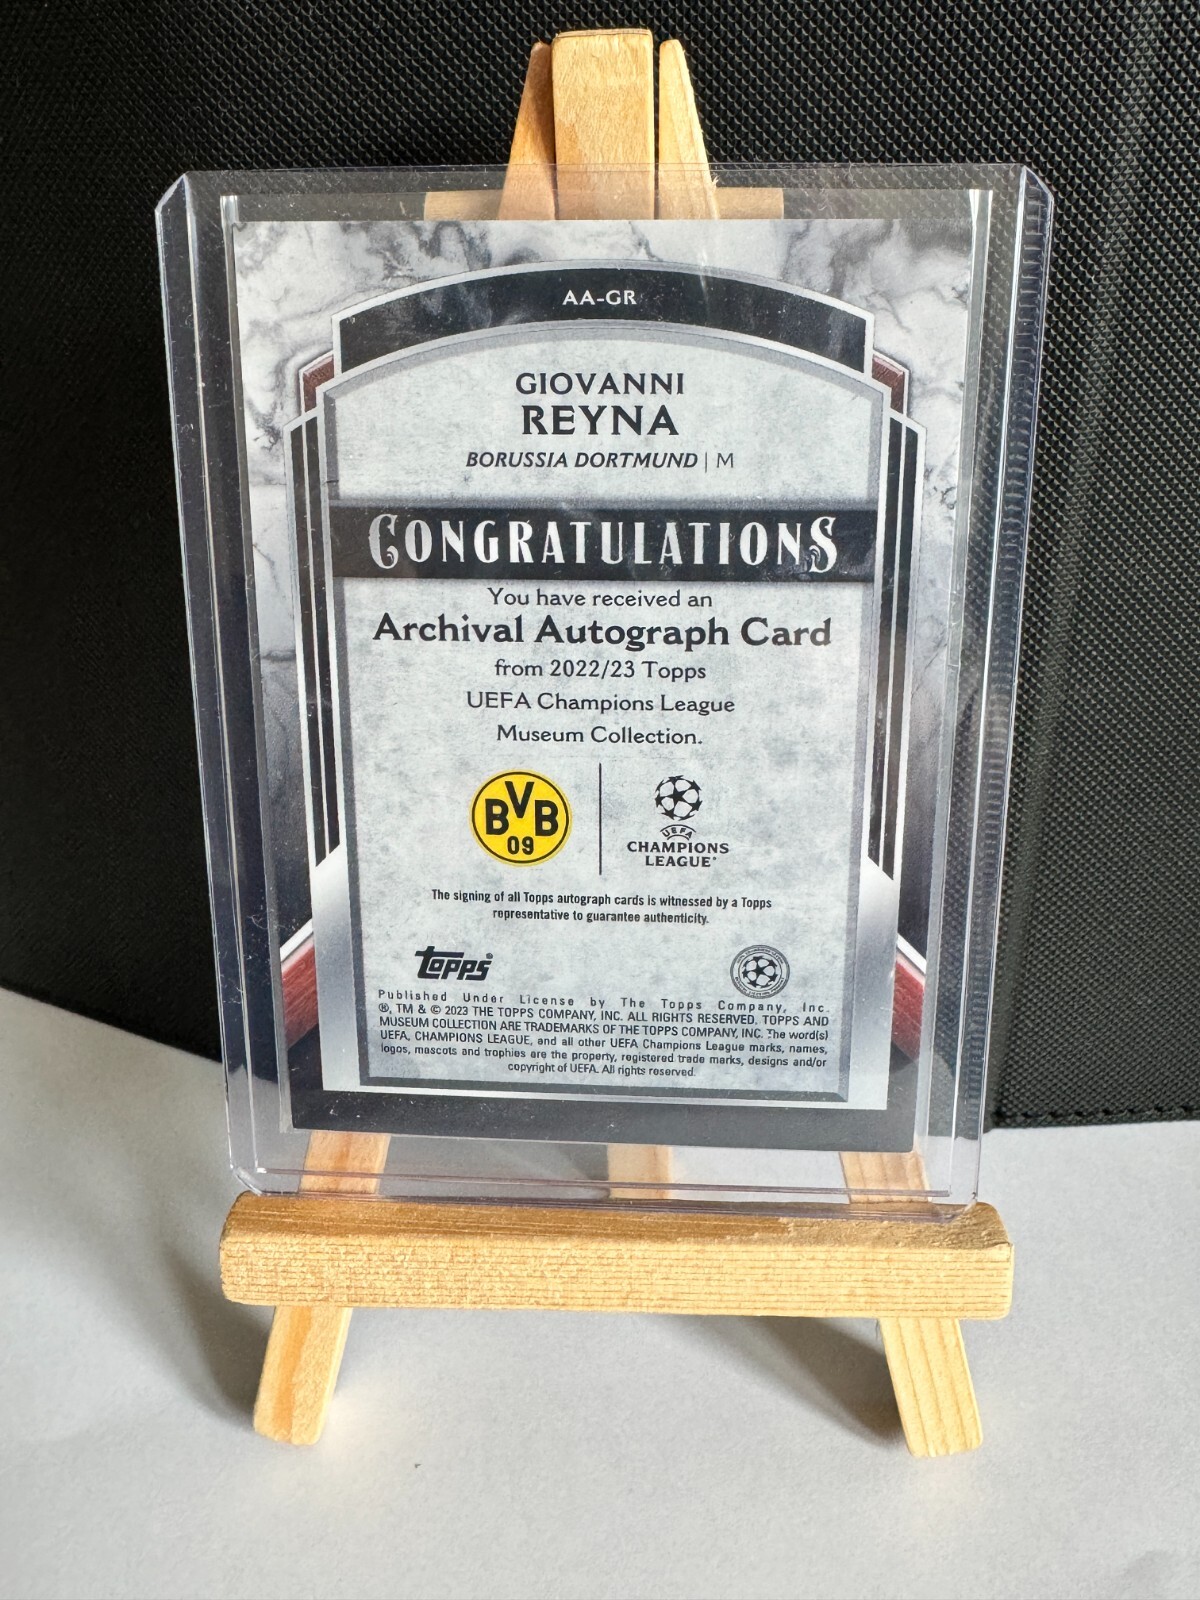 AA-GR
GIOVANNI
REYNA
BORUSSIA DORTMUND | M
CONGRATULATIONS
You have received an
Archival Autograph Card
from 2022/23 Topps
UEFA Champions League
Museum Collection.
BVB
09
UEFA
CHAMPIONS
LEAGUE®
The signing of all Topps autograph cards is witnessed by a Topps
representative to guarantee authenticity.
topps®
Published Under License by The Topps Company, Inc.
®, TM & © 2023 THE TOPPS COMPANY, INC. ALL RIGHTS RESERVED. TOPPS AND
MUSEUM COLLECTION ARE TRADEMARKS OF THE TOPPS COMPANY, INC. The word(s)
UEFA, CHAMPIONS LEAGUE, and all other UEFA Champions League marks, names,
logos, mascots and trophies are the property, registered trade marks, designs and/or
copyright of UEFA. All rights reserved.